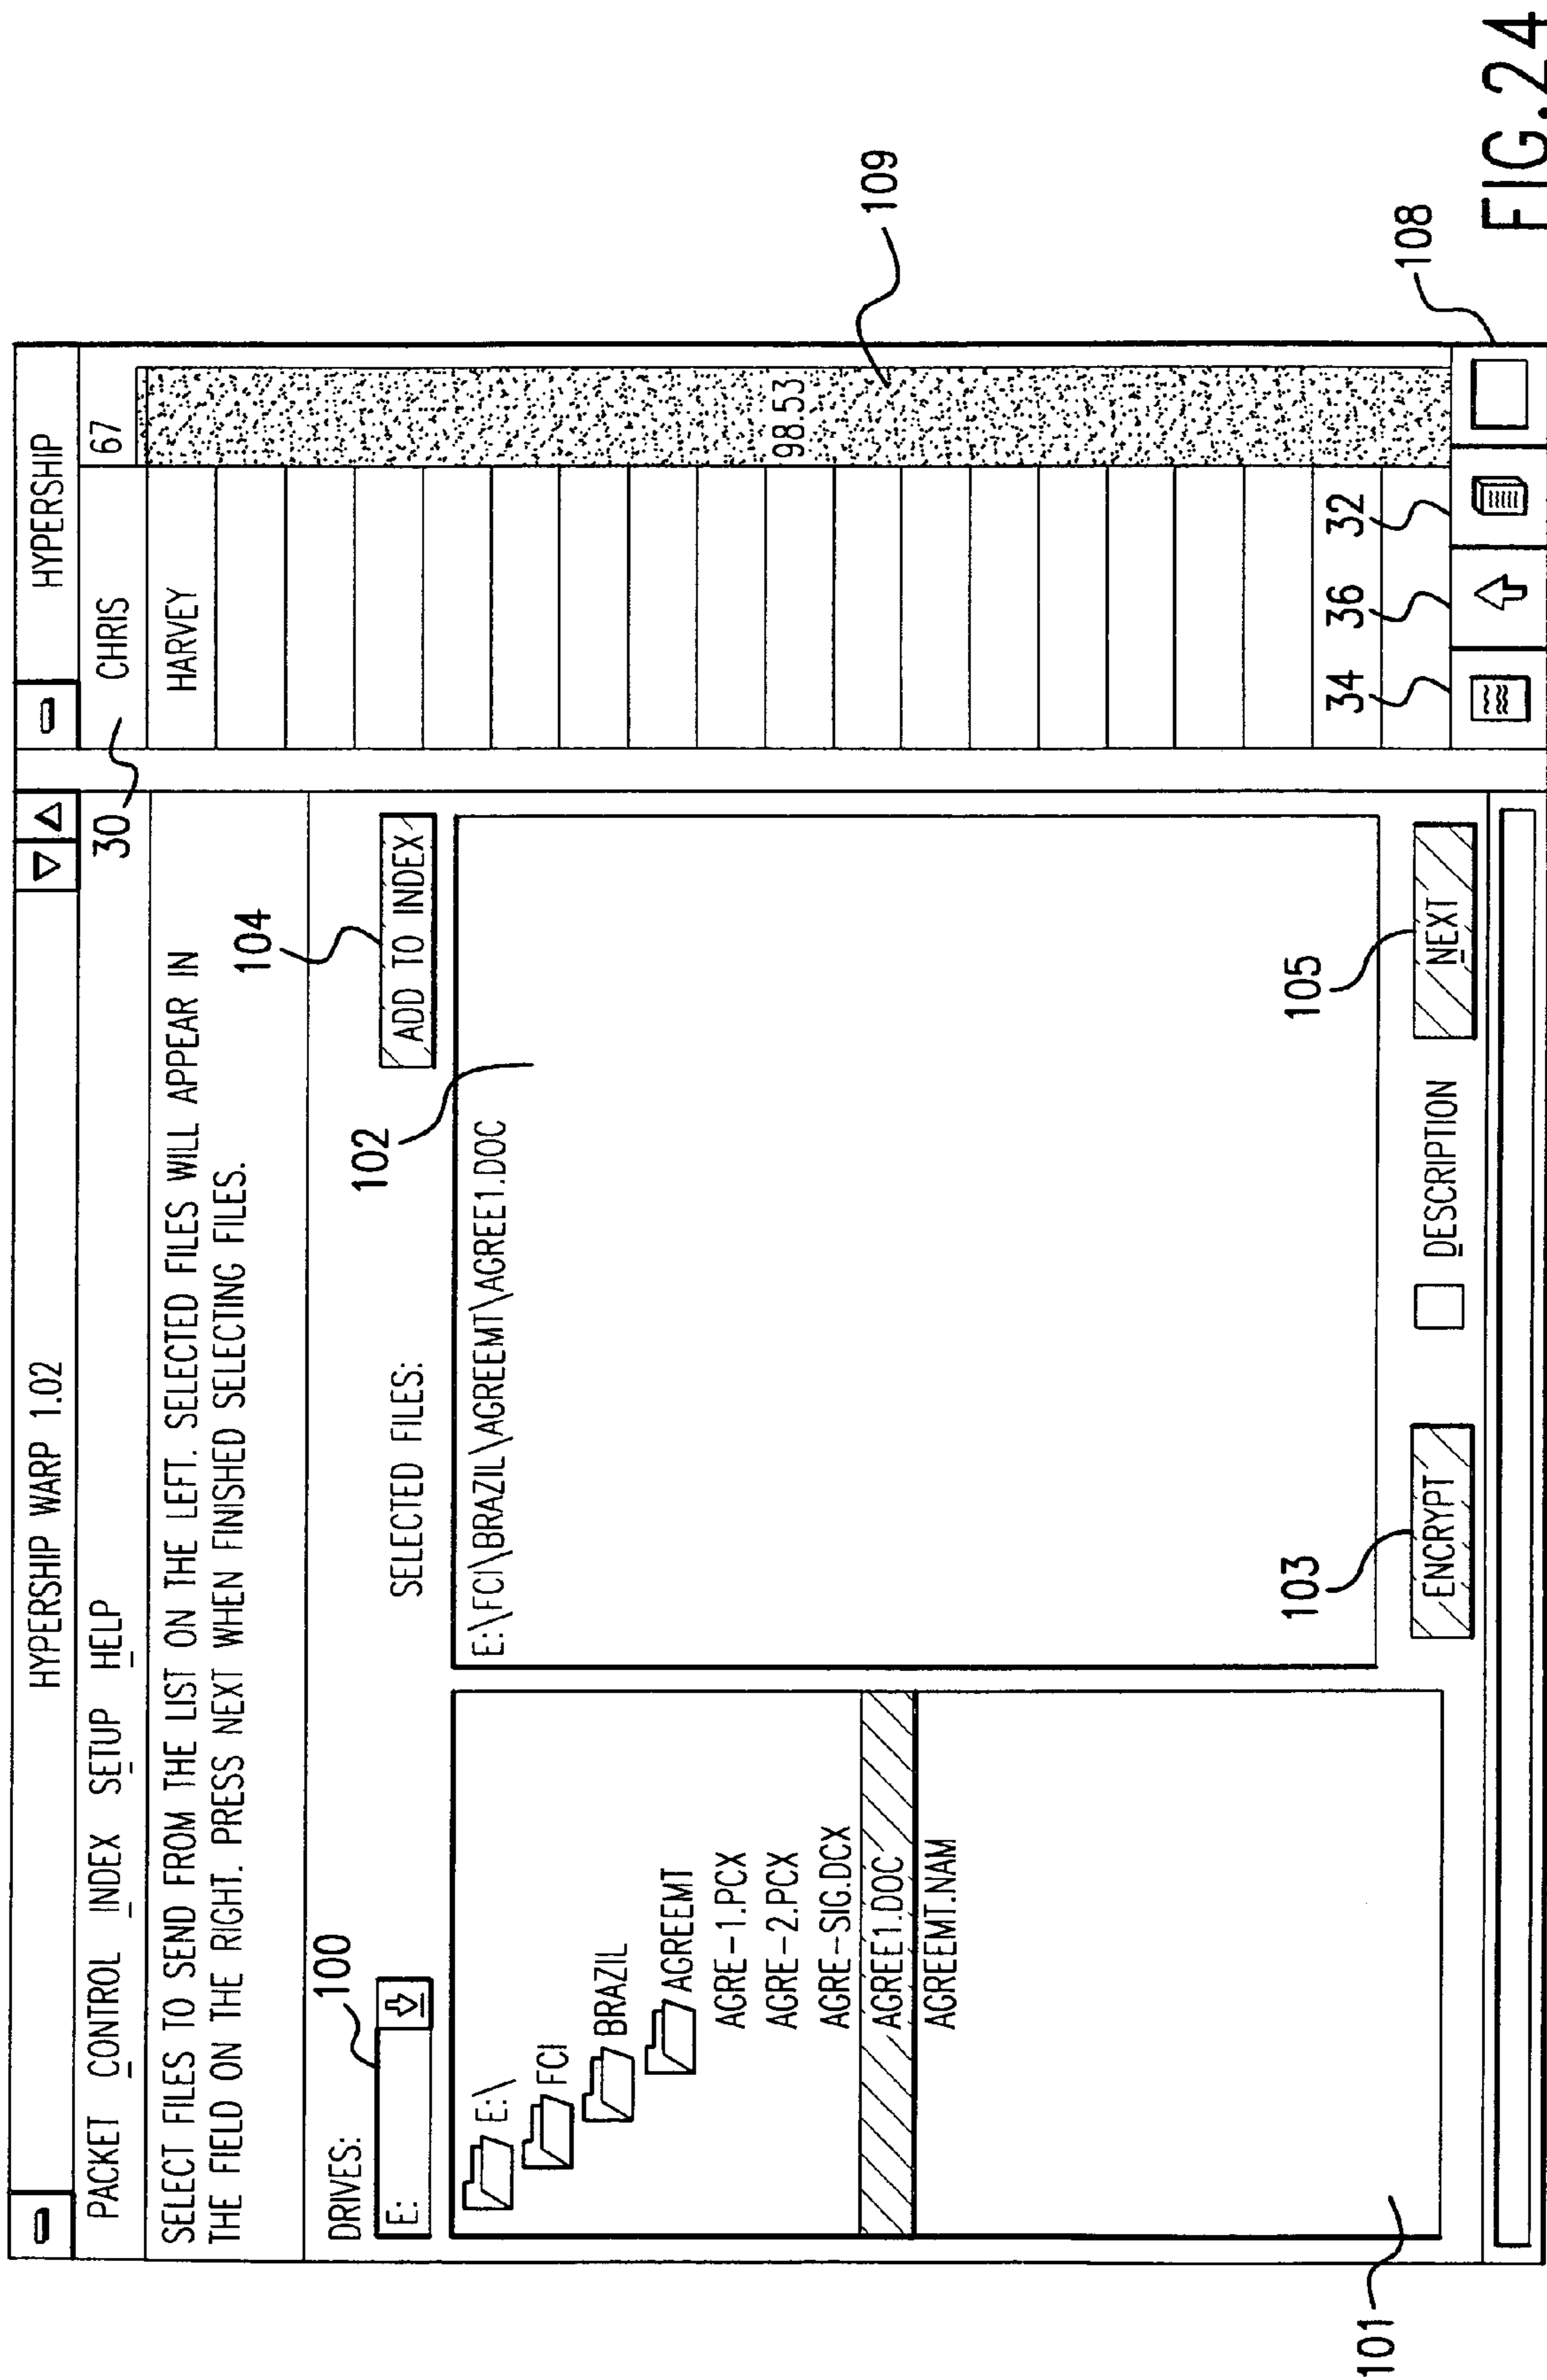 HYPERSHIP WARP 1.02
PACKET CONTROL INDEX SETUP HELP
SELECT FILES TO SEND FROM THE LIST ON THE LEFT. SELECTED FILES WILL APPEAR IN
THE FIELD ON THE RIGHT. PRESS NEXT WHEN FINISHED SELECTING FILES.
DRIVES:
100
E:
SELECTED FILES:
104
ADD TO INDEX
E:\
FCI
BRAZIL
AGREEMT
AGRE-1.PCX
AGRE-2.PCX
AGRE-SIG.DCX
AGREE1.DOC
AGREEMT.NAM
101
102
E:\FCI\BRAZIL\AGREEMT\AGREE1.DOC
103
ENCRYPT
DESCRIPTION
105
NEXT
HYPERSHIP
30
CHRIS
67
HARVEY
98.53
109
34
36
32
108
FIG.24